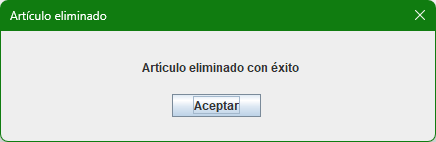 Artículo eliminado
Artículo eliminado con éxito
Aceptar